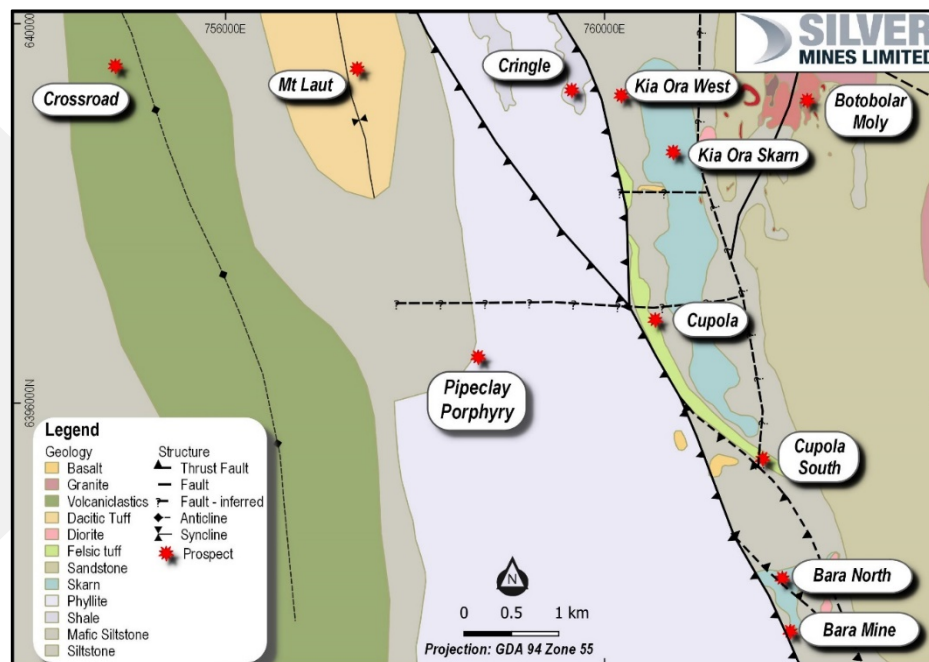 640000
756000E
760000E
SILVER
MINES LIMITED
Crossroad
Mt Laut
Cringle
Kia Ora West
Botobolar
Moly
Kia Ora Skarn
Cupola
Pipeclay
Porphyry
6396000N
Cupola
South
Bara North
Bara Mine
Legend
Geology
Basalt
Granite
Volcaniclastics
Dacitic Tuff
Diorite
Felsic tuff
Sandstone
Skarn
Phyllite
Shale
Mafic Siltstone
Siltstone
Structure
Thrust Fault
Fault
Fault - inferred
Anticline
Syncline
Prospect
N
0 0.5 1 km
Projection: GDA 94 Zone 55